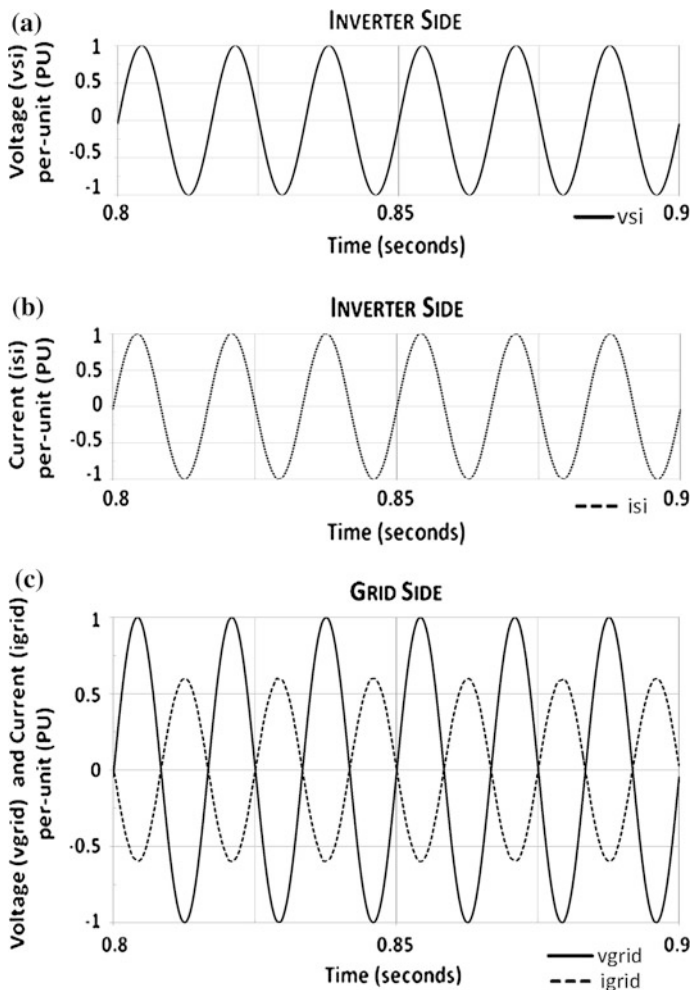 (a)
INVERTER SIDE
Voltage (vsi)
per-unit (PU)
1
0.5
0
-0.5
-1
0.8
0.85
0.9
vsi
Time (seconds)
(b)
INVERTER SIDE
Current (isi)
per-unit (PU)
1
0.5
0
-0.5
-1
0.8
0.85
0.9
isi
Time (seconds)
(c)
GRID SIDE
Voltage (vgrid) and Current (igrid)
per-unit (PU)
1
0.5
0
-0.5
-1
0.8
0.85
0.9
Time (seconds)
vgrid
igrid